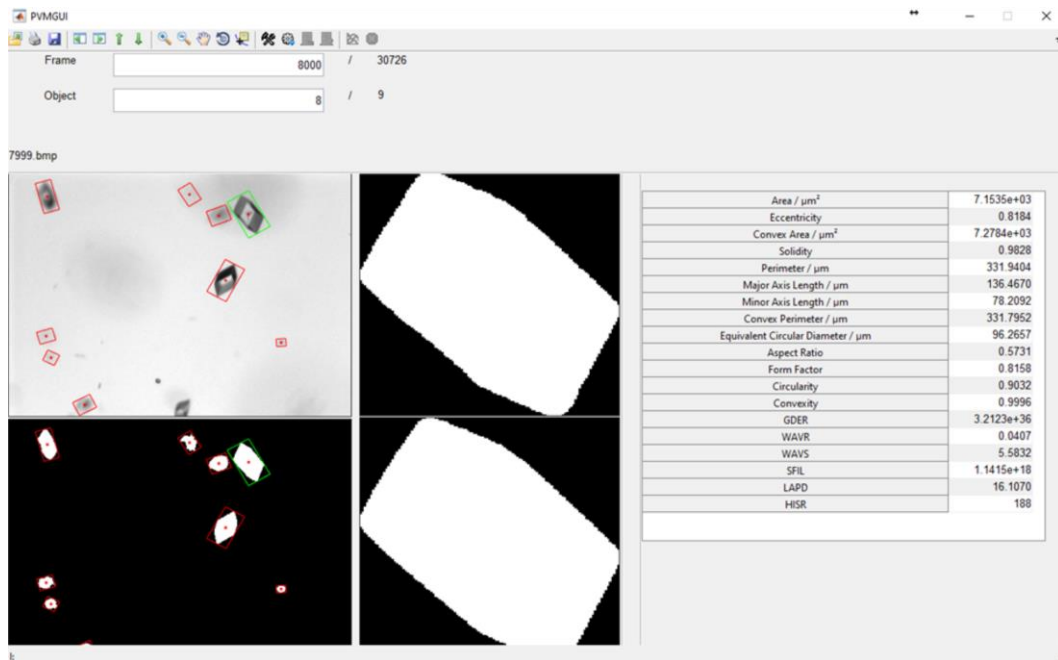 PVMGUI
Frame 8000 / 30726
Object 8 / 9
7999.bmp
Area / µm² 7.1535e+03
Eccentricity 0.8184
Convex Area / µm² 7.2784e+03
Solidity 0.9828
Perimeter / µm 331.9404
Major Axis Length / µm 136.4670
Minor Axis Length / µm 78.2092
Convex Perimeter / µm 331.7952
Equivalent Circular Diameter / µm 96.2657
Aspect Ratio 0.5731
Form Factor 0.8158
Circularity 0.9032
Convexity 0.9996
GDER 3.2123e+36
WAVR 0.0407
WAVS 5.5832
SFIL 1.1415e+18
LAPD 16.1070
HISR 188